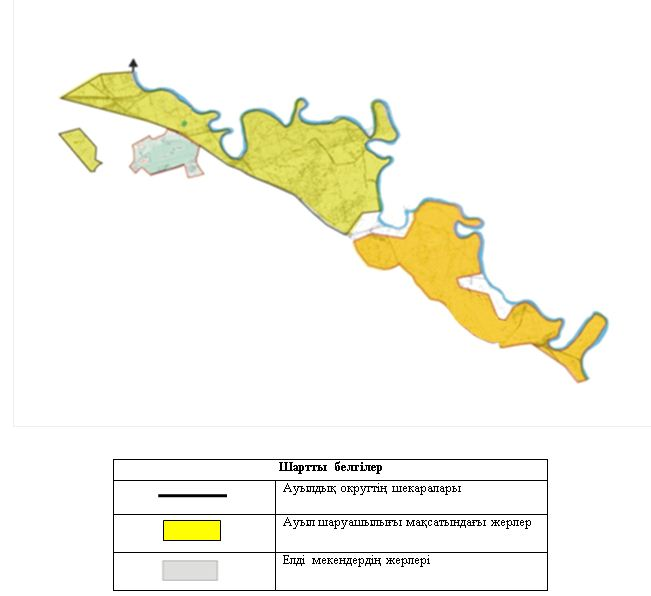 Шартты белгілер
Ауылдық округтің шекаралары
Ауыл шаруашылығы мақсатындағы жерлер
Елді мекендердің жерлері